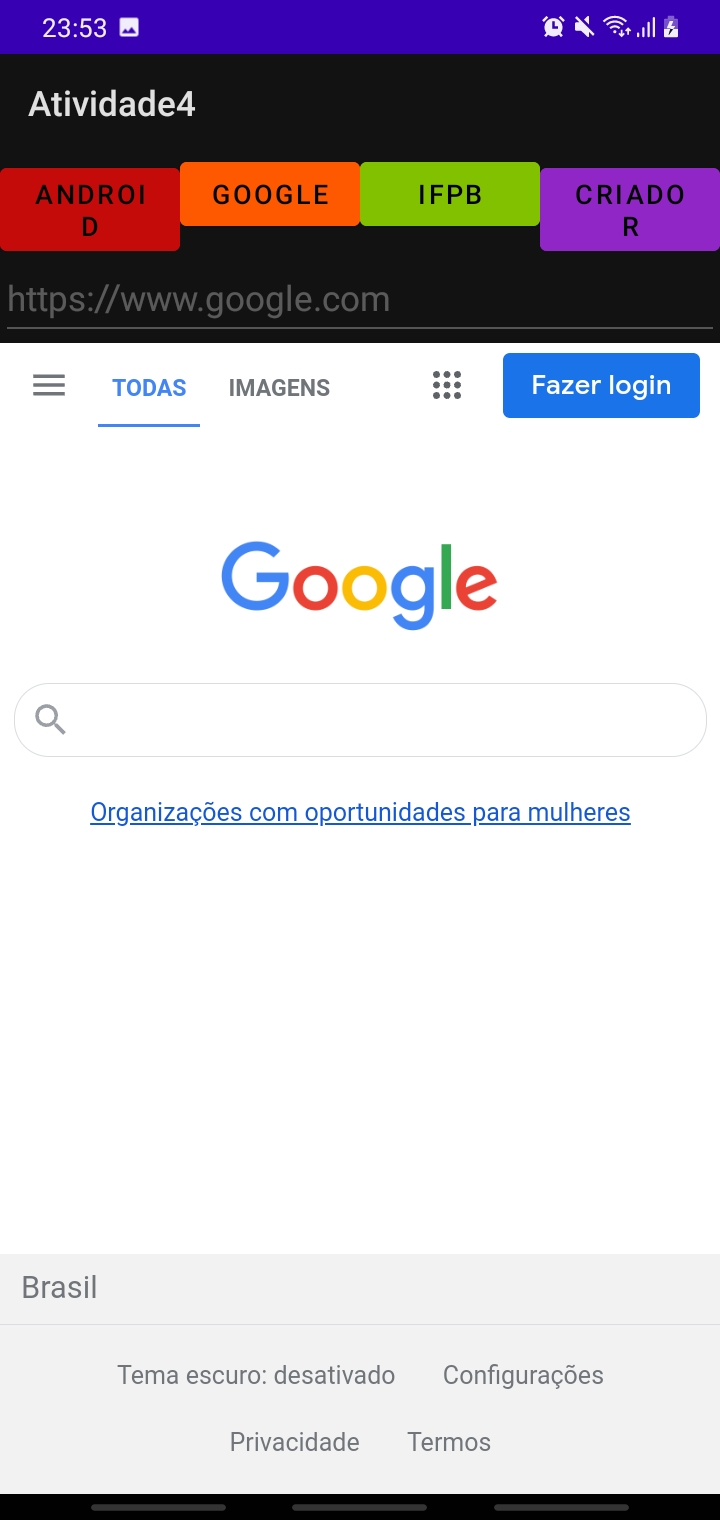 23:53
Atividade4
ANDROI
D
GOOGLE
IFPB
CRIADO
R
https://www.google.com
TODAS IMAGENS Fazer login
Google
Organizações com oportunidades para mulheres
Brasil
Tema escuro: desativado Configurações
Privacidade Termos